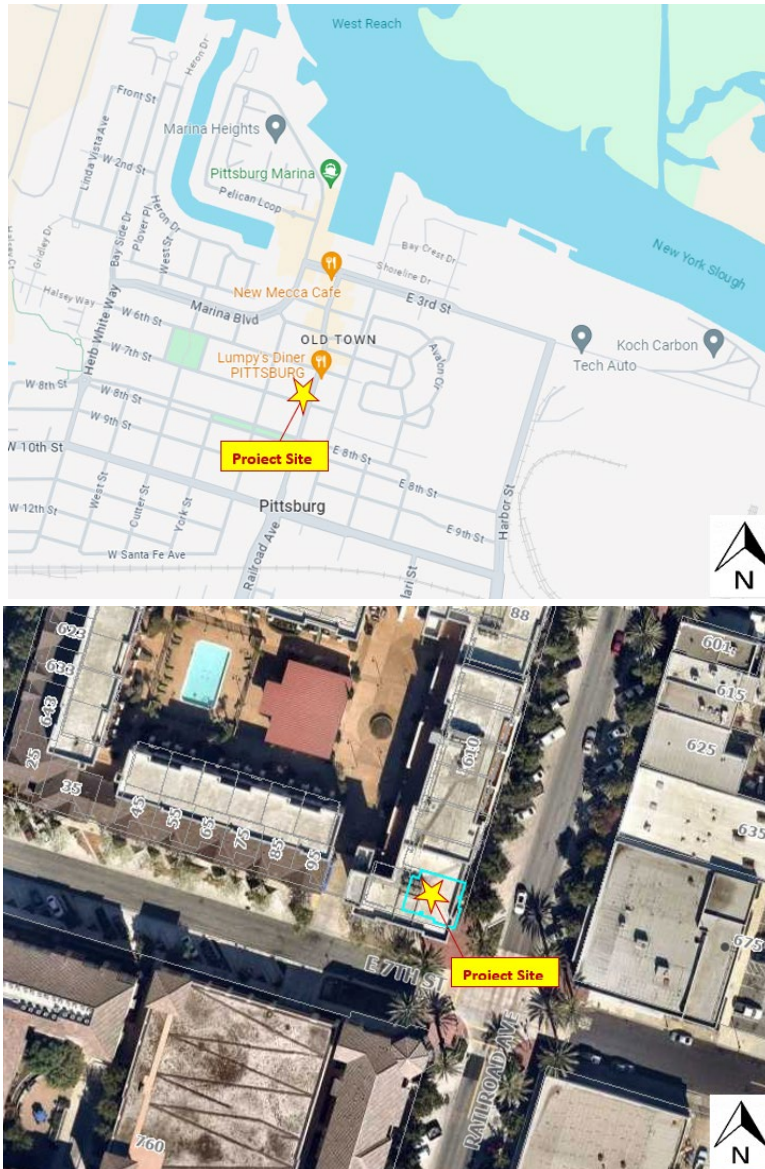 West Reach
Heron Dr
Front St
Linda Vista Ave
Marina Heights
W 2nd St
Pittsburg Marina
Pelican Loop
Heron Dr
Plover Pl
Bay Side Dr
West St
Gridley Dr
Halsey Ct
Bay Crest Dr
Shoreline Dr
New York Slough
New Mecca Cafe
E 3rd St
Halsey Way
Marina Blvd
Herb White Way
W 6th St
OLD TOWN
Koch Carbon
Tech Auto
Avalon Cir
W 7th St
Lumpy's Diner
PITTSBURG
W 8th St
W 8th St
W 9th St
Project Site
W 10th St
E 8th St
E 8th St
Harbor St
E 9th St
West St
Cutter St
York St
Pittsburg
W 12th St
W Santa Fe Ave
Railroad Ave
N
88
623
633
643
25
35
45
55
65
75
85
95
610
601
615
625
635
675
Project Site
E 7TH ST
RAILROAD AVE
760
N